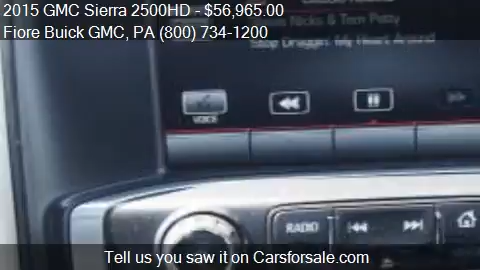 2015 GMC Sierra 2500HD - $56,965.00
Fiore Buick GMC, PA (800) 734-1200
Nicks & Tom Petty
Stop Draggin' My Heart Around
VOICE
RADIO
Tell us you saw it on Carsforsale.com